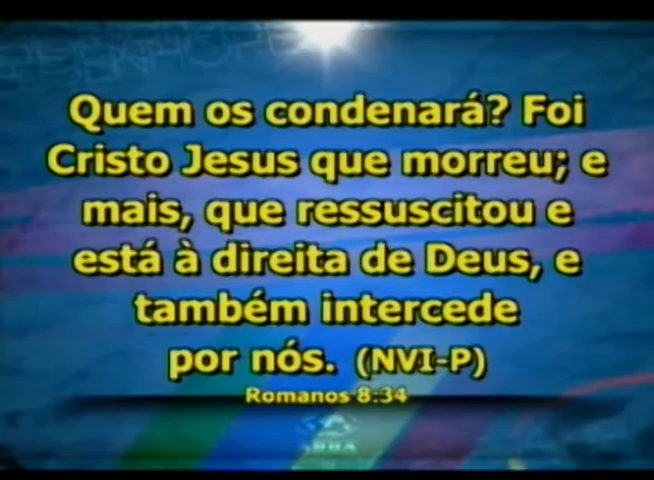 Quem os condenará? Foi
Cristo Jesus que morreu; e
mais, que ressuscitou e
está à direita de Deus, e
também intercede
por nós. (NVI-P)
Romanos 8:34